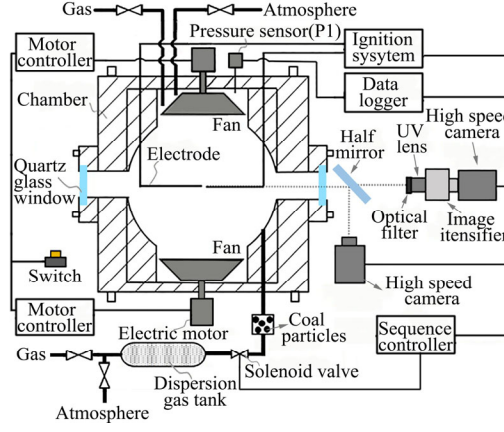 Gas
Atmosphere
Motor
controller
Pressure sensor(P1)
Ignition
sysytem
Data
logger
Chamber
Fan
High speed
camera
Half
mirror
UV
lens
Electrode
Quartz
glass
window
Optical
filter
Image
itensifier
Fan
Switch
High speed
camera
Motor
controller
Electric motor
Coal
particles
Sequence
controller
Gas
Solenoid valve
Dispersion
gas tank
Atmosphere